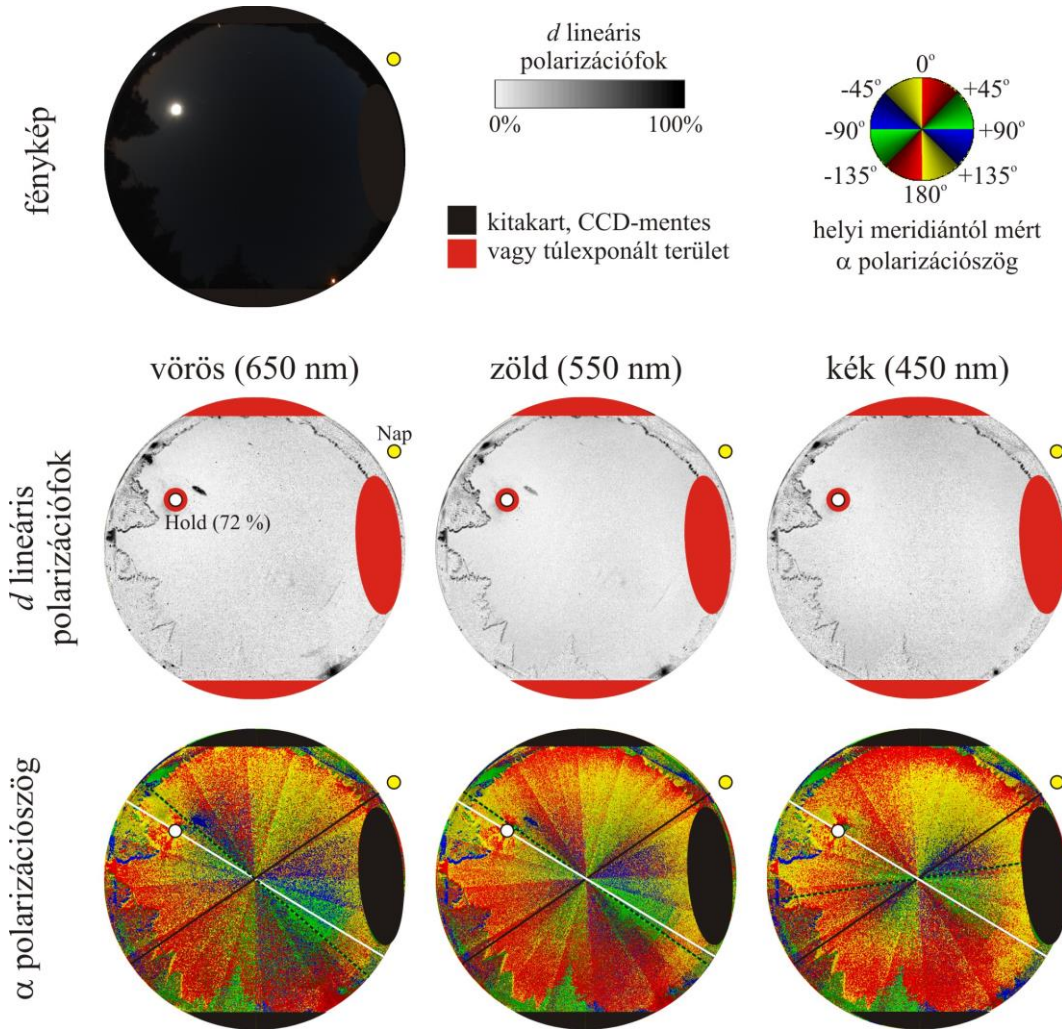 fénykép
d lineáris
polarizációfok
0%
100%
kitakart, CCD-mentes
vagy túlexponált terület
0°
+45°
+90°
+135°
180°
-135°
-90°
-45°
helyi meridiántól mért
α polarizációszög
vörös (650 nm)
zöld (550 nm)
kék (450 nm)
d lineáris
polarizációfok
Nap
Hold (72 %)
α polarizációszög